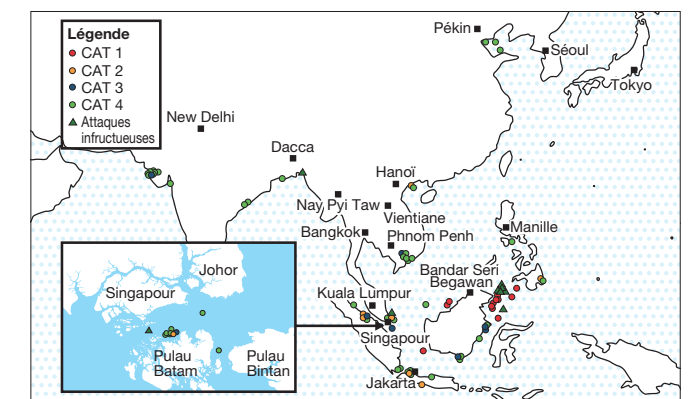 Légende
CAT 1
CAT 2
CAT 3
CAT 4
Attaques
infructueuses
Pékin
Séoul
Tokyo
New Delhi
Dacca
Hanoï
Nay Pyi Taw
Vientiane
Bangkok
Phnom Penh
Manille
Bandar Seri
Begawan
Kuala Lumpur
Singapour
Jakarta
Johor
Singapour
Pulau
Batam
Pulau
Bintan